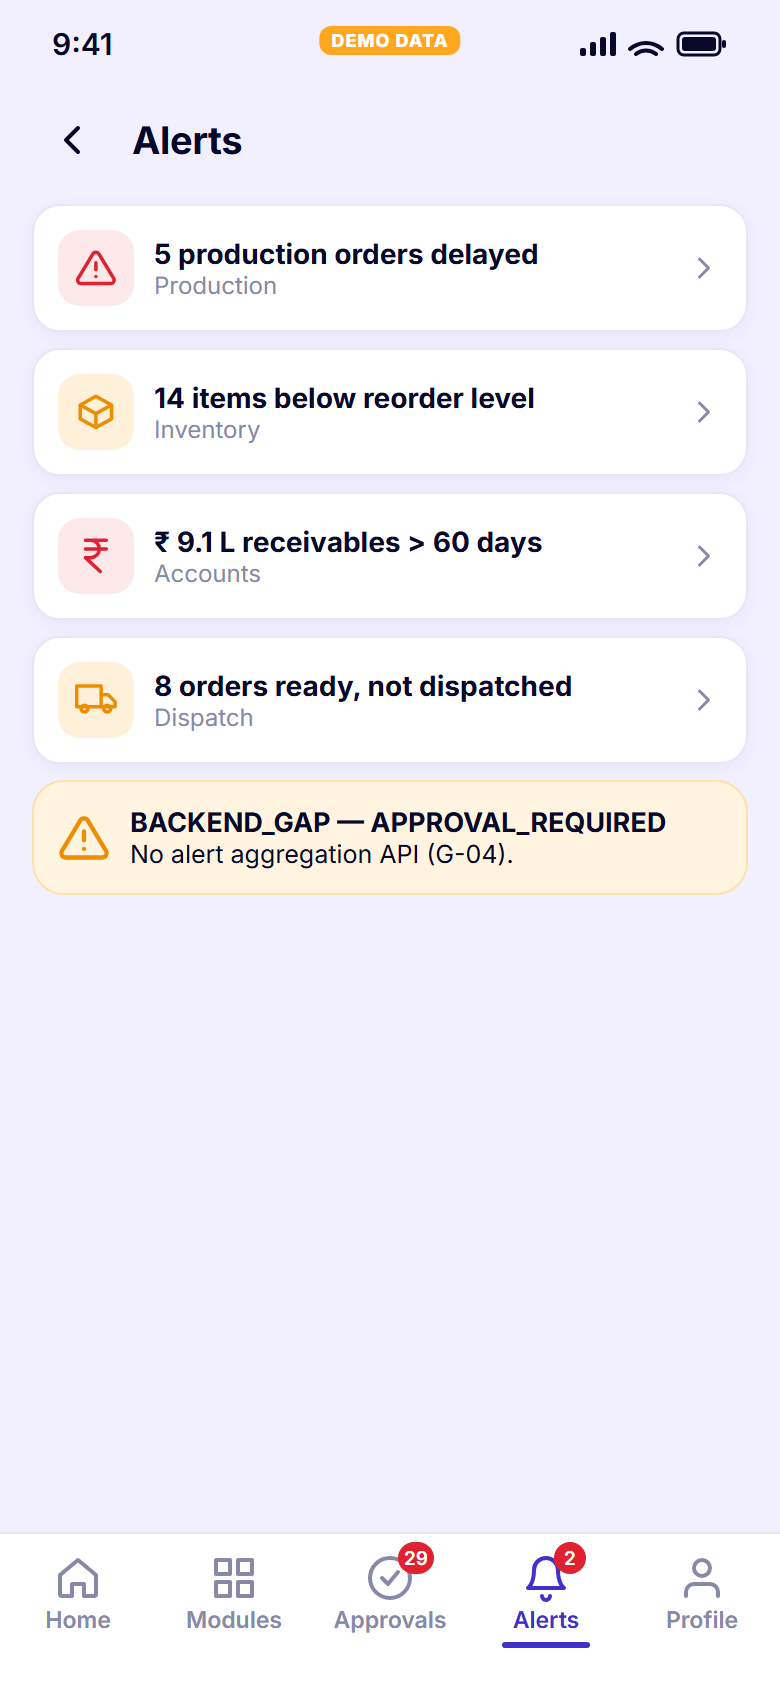 9:41
DEMO DATA
Alerts
5 production orders delayed
Production
14 items below reorder level
Inventory
₹ 9.1 L receivables > 60 days
Accounts
8 orders ready, not dispatched
Dispatch
BACKEND_GAP — APPROVAL_REQUIRED
No alert aggregation API (G-04).
29
2
Home
Modules
Approvals
Alerts
Profile